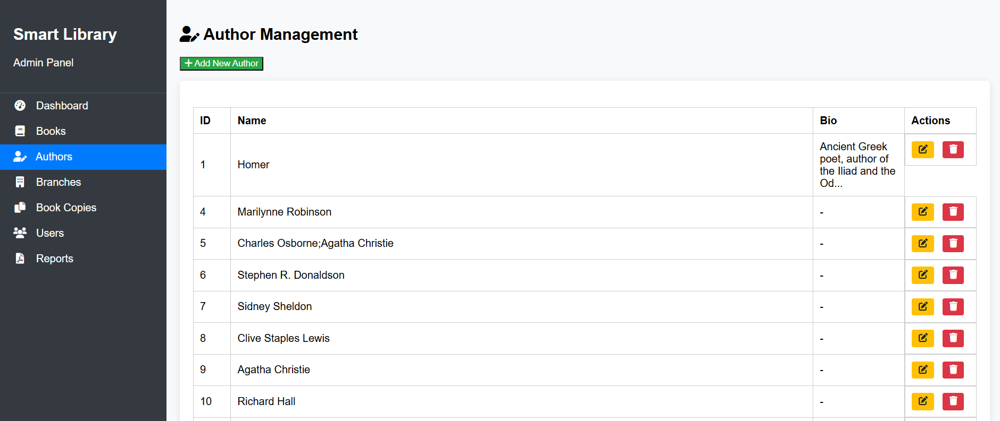 Smart Library
Admin Panel
Dashboard
Books
Authors
Branches
Book Copies
Users
Reports
Author Management
Add New Author
ID Name Bio Actions
1 Homer Ancient Greek
poet, author of
the Iliad and the
Od...
4 Marilynne Robinson -
5 Charles Osborne;Agatha Christie -
6 Stephen R. Donaldson -
7 Sidney Sheldon -
8 Clive Staples Lewis -
9 Agatha Christie -
10 Richard Hall -